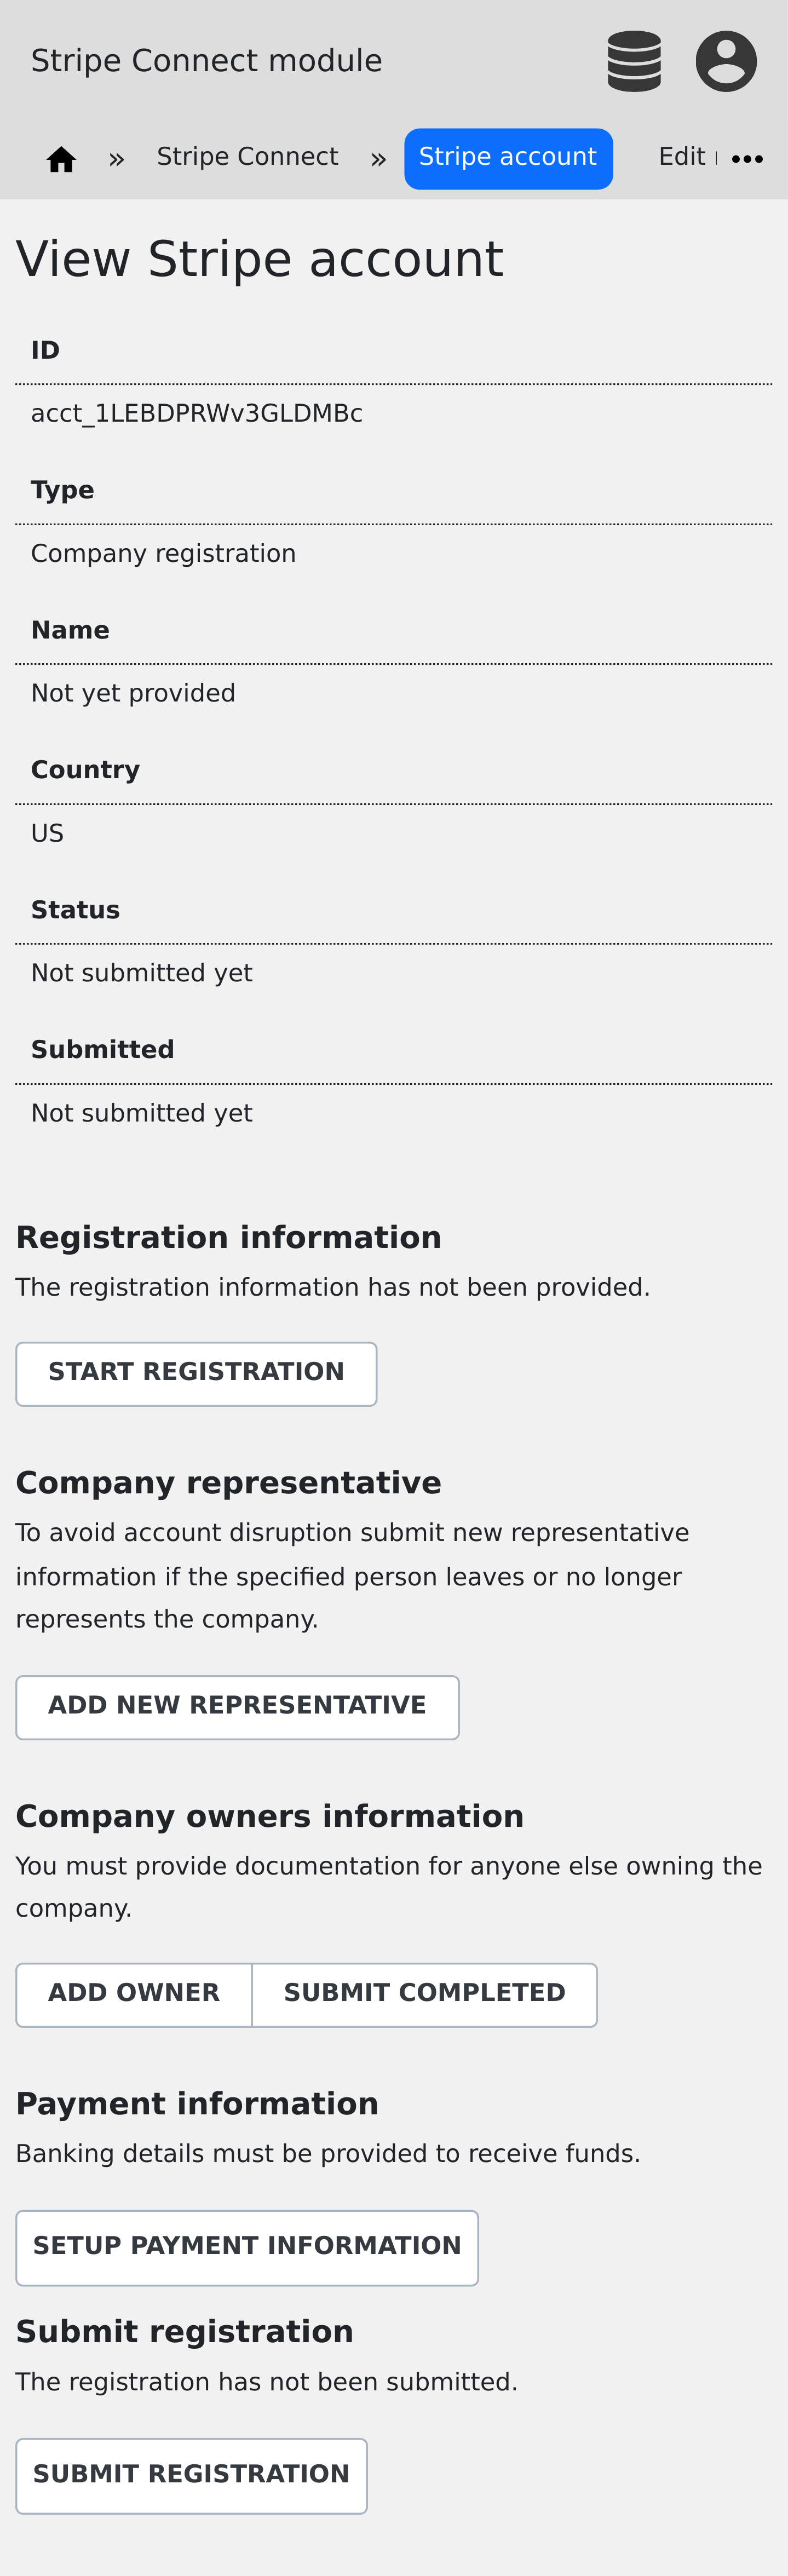 Stripe Connect module
» Stripe Connect » Stripe account Edit
View Stripe account
ID
acct_1LEBDPRWv3GLDMBc
Type
Company registration
Name
Not yet provided
Country
US
Status
Not submitted yet
Submitted
Not submitted yet
Registration information
The registration information has not been provided.
START REGISTRATION
Company representative
To avoid account disruption submit new representative
information if the specified person leaves or no longer
represents the company.
ADD NEW REPRESENTATIVE
Company owners information
You must provide documentation for anyone else owning the
company.
ADD OWNER SUBMIT COMPLETED
Payment information
Banking details must be provided to receive funds.
SETUP PAYMENT INFORMATION
Submit registration
The registration has not been submitted.
SUBMIT REGISTRATION